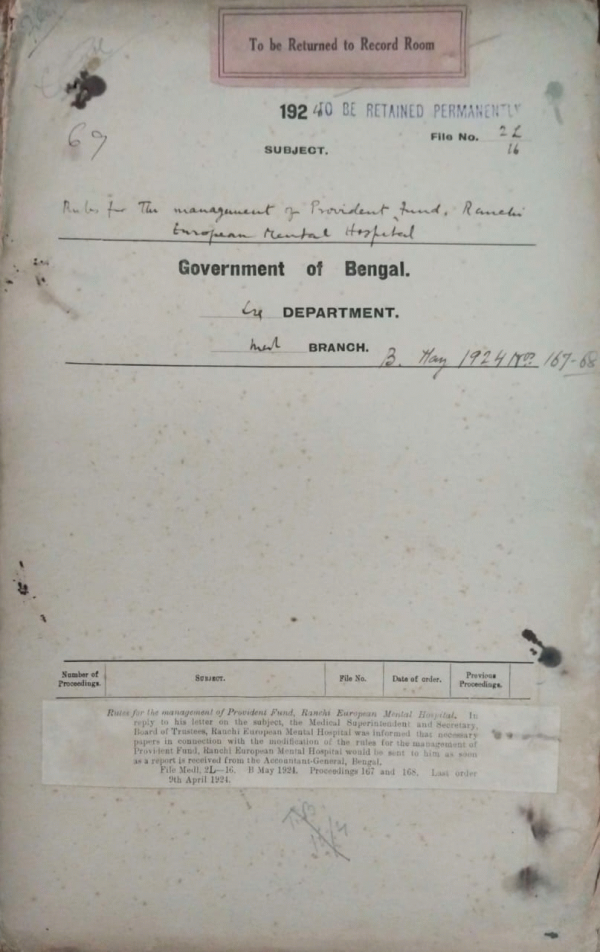 To be Returned to Record Room
1924 TO BE RETAINED PERMANENTLY
File No. 2L
16
69
SUBJECT.
Rules for The management of Provident Fund, Ranchi
European Mental Hospital
Government of Bengal.
DEPARTMENT.
Medl BRANCH.
B. May 1924 Nos. 167-68
Number of Proceedings. SUBJECT. File No. Date of order. Previous Proceedings.
Rules for the management of Provident Fund, Ranchi European Mental Hospital. In
reply to his letter on the subject, the Medical Superintendent and Secretary,
Board of Trustees, Ranchi European Mental Hospital was informed that necessary
papers in connection with the modification of the rules for the management of
Provident Fund, Ranchi European Mental Hospital would be sent to him as soon
as a report is received from the Accountant-General, Bengal.
File Medl. 2L—16. B May 1924. Proceedings 167 and 168. Last order
9th April 1924.